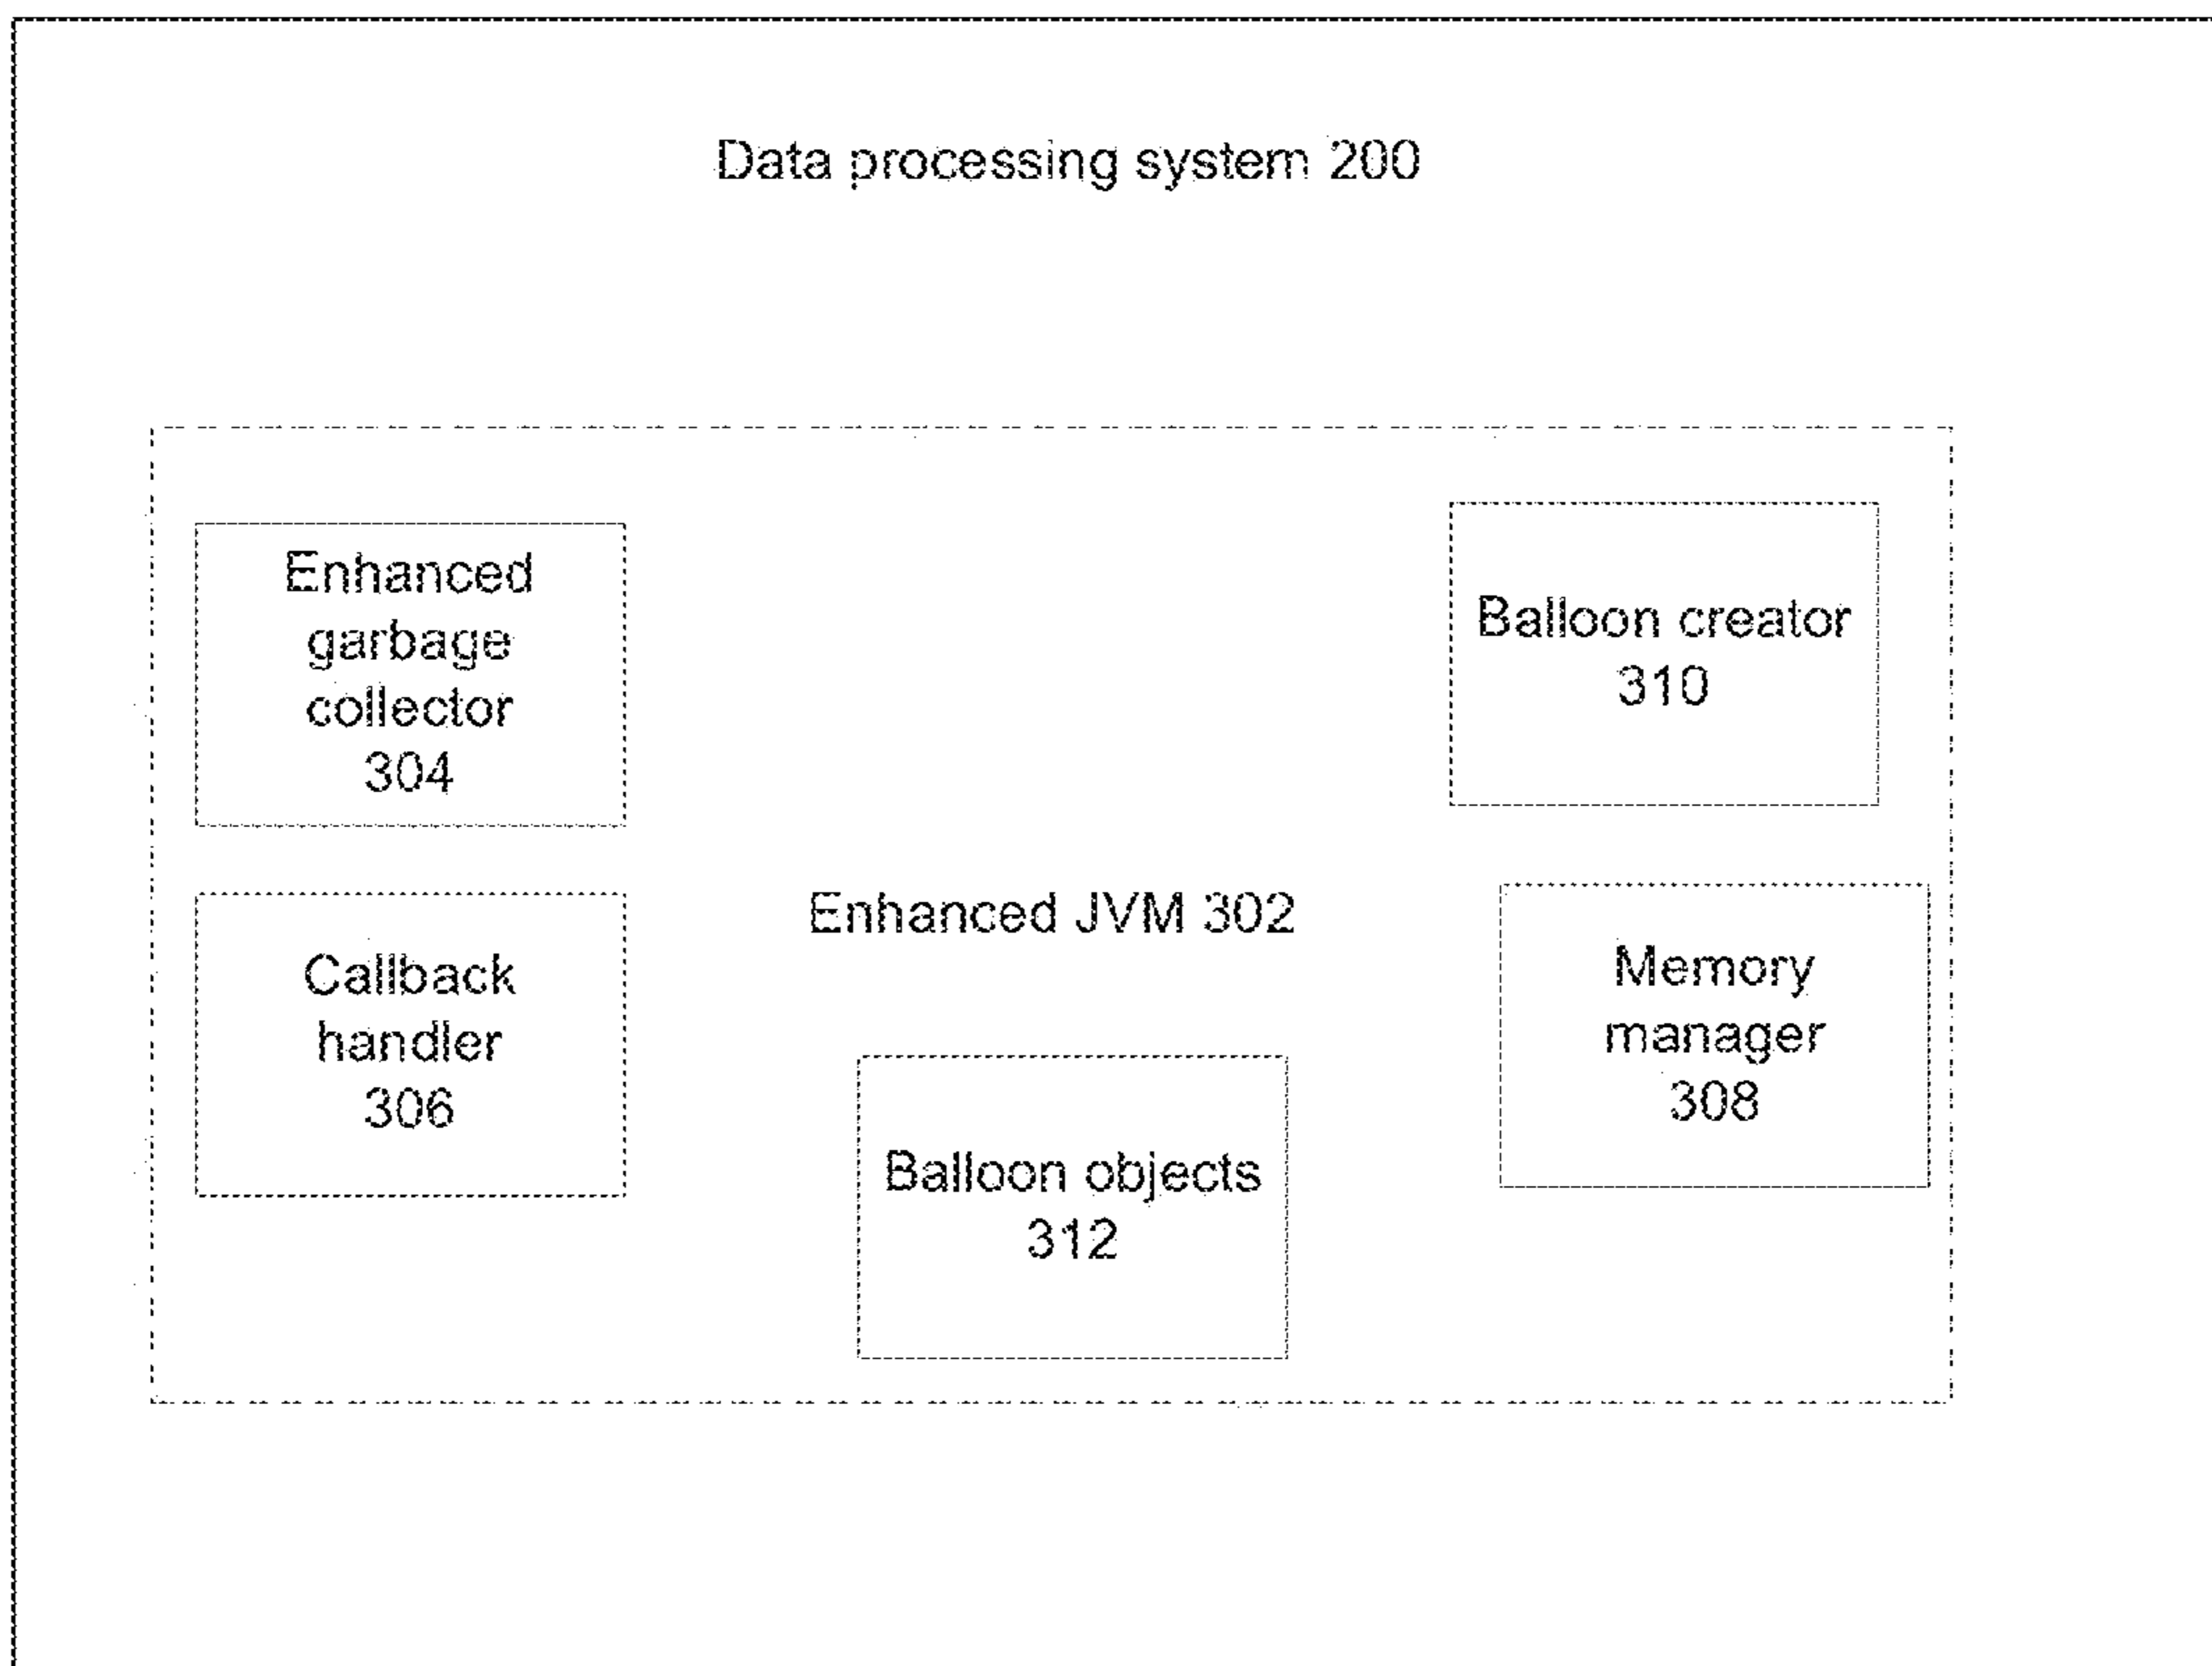 Data processing system 200
Enhanced
garbage
collector
304
Balloon creator
310
Enhanced JVM 302
Callback
handler
306
Memory
manager
308
Balloon objects
312